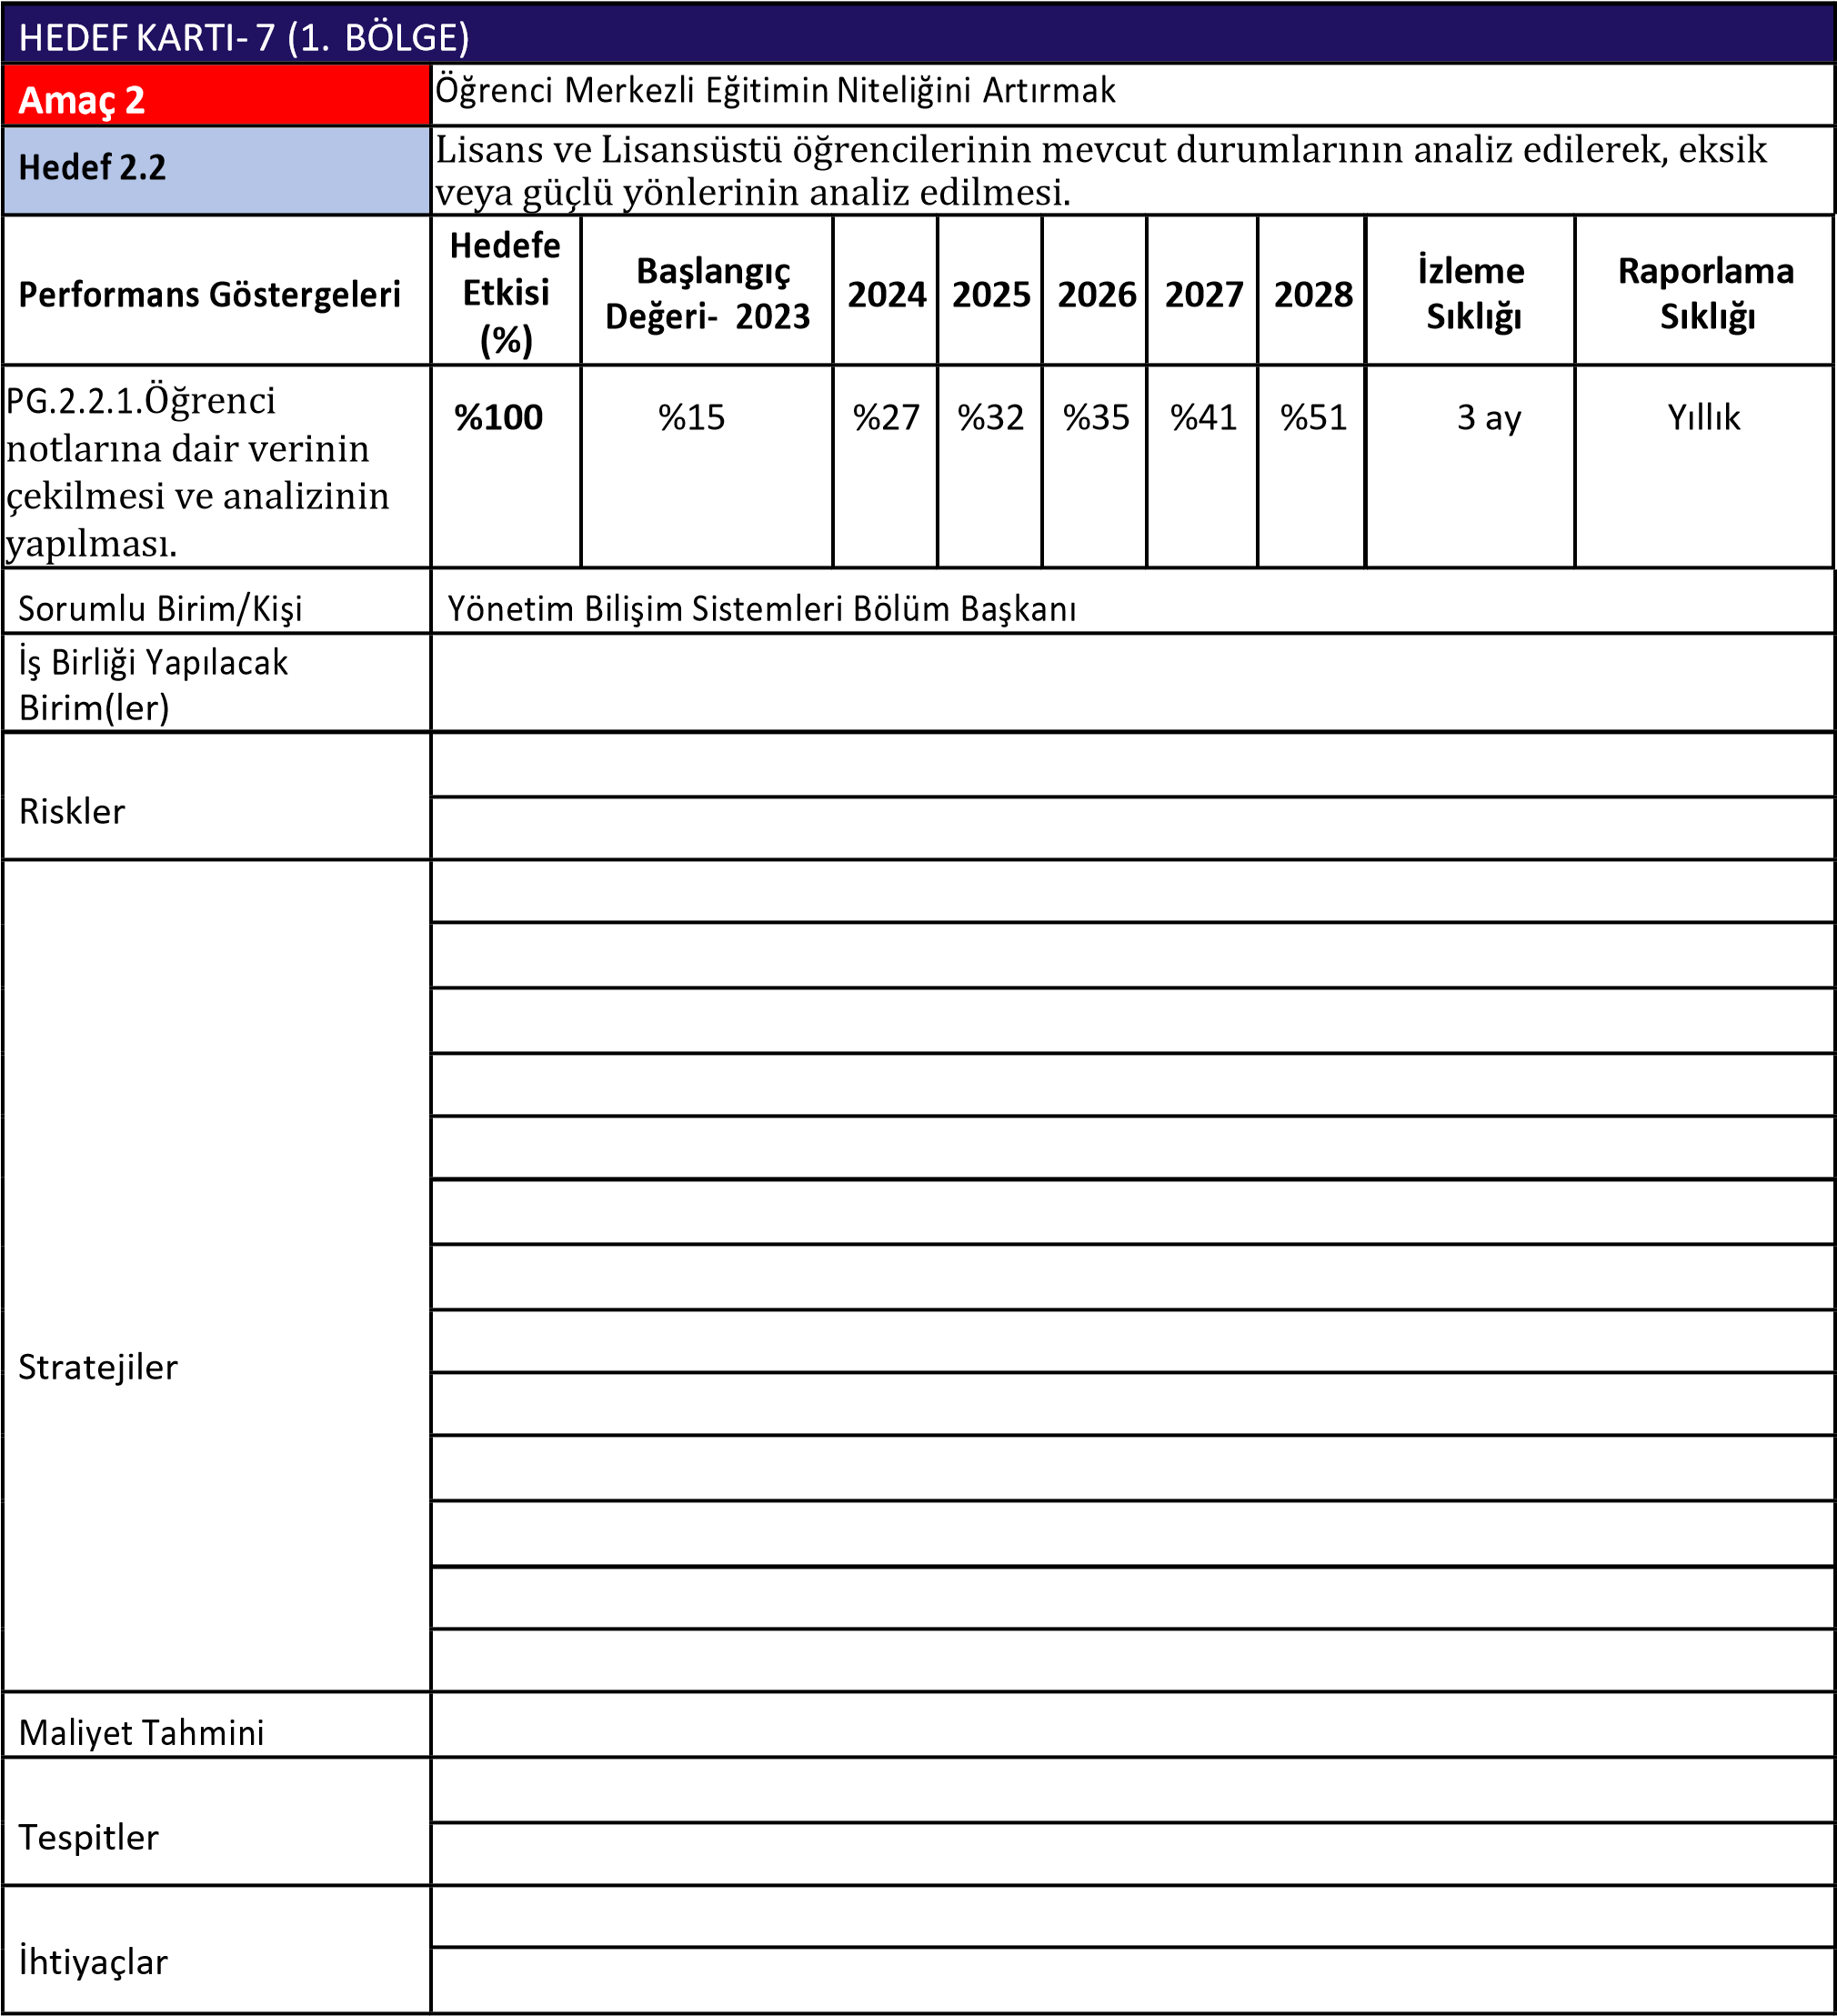 HEDEF KARTI- 7 (1. BÖLGE)
Amaç 2
Öğrenci Merkezli Eğitimin Niteliğini Artırmak
Hedef 2.2
Lisans ve Lisansüstü öğrencilerinin mevcut durumlarının analiz edilerek, eksik
veya güçlü yönlerinin analiz edilmesi.
Performans Göstergeleri
Hedefe
Etkisi
(%)
Başlangıç
Değeri- 2023
2024
2025
2026
2027
2028
İzleme
Sıklığı
Raporlama
Sıklığı
PG.2.2.1.Öğrenci
notlarına dair verinin
çekilmesi ve analizinin
yapılması.
%100
%15
%27
%32
%35
%41
%51
3 ay
Yıllık
Sorumlu Birim/Kişi
Yönetim Bilişim Sistemleri Bölüm Başkanı
İş Birliği Yapılacak
Birim(ler)
Riskler
Stratejiler
Maliyet Tahmini
Tespitler
İhtiyaçlar